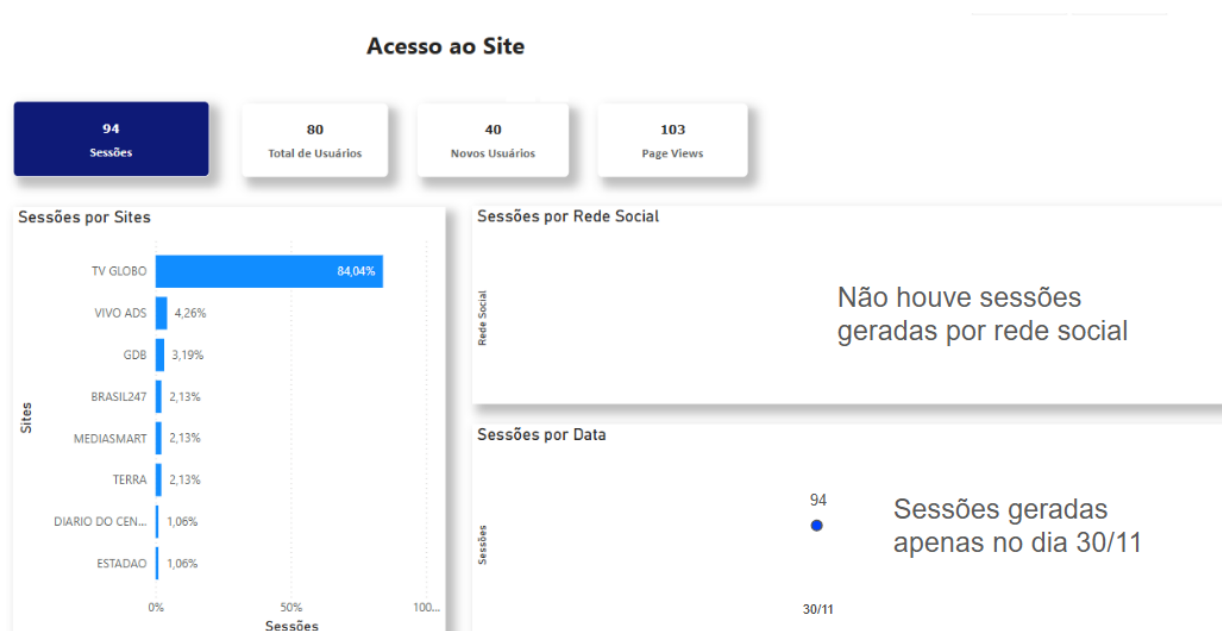 Acesso ao Site
94
Sessões
80
Total de Usuários
40
Novos Usuários
103
Page Views
Sessões por Sites
Sites
TV GLOBO
84,04%
VIVO ADS
4,26%
GDB
3,19%
BRASIL247
2,13%
MEDIASMART
2,13%
TERRA
2,13%
DIARIO DO CEN...
1,06%
ESTADAO
1,06%
0%
50%
100...
Sessões
Sessões por Rede Social
Rede Social
Não houve sessões
geradas por rede social
Sessões por Data
Sessões
94
Sessões geradas
apenas no dia 30/11
30/11